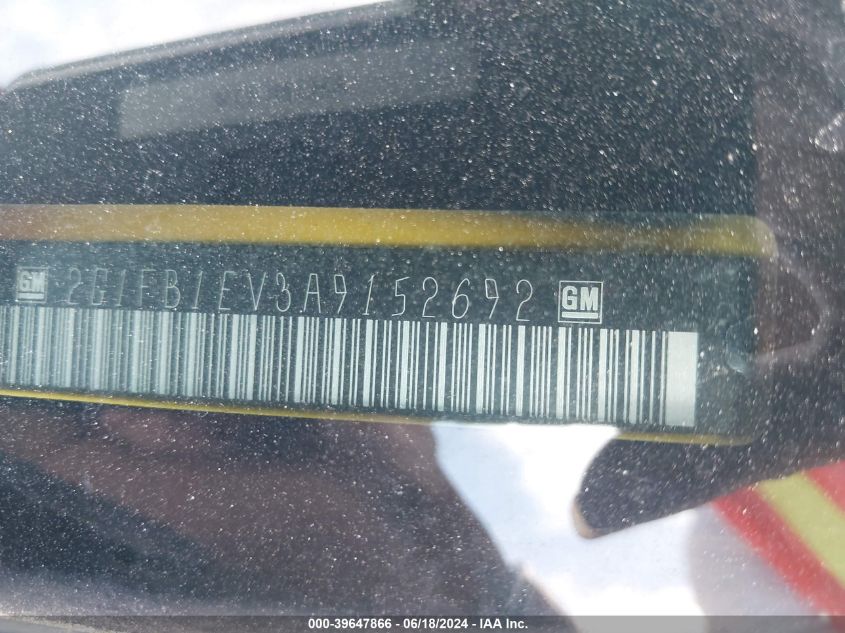 GM 2G1FB1EV3A9152692 GM
000-39647866 - 06/18/2024 - IAA Inc.